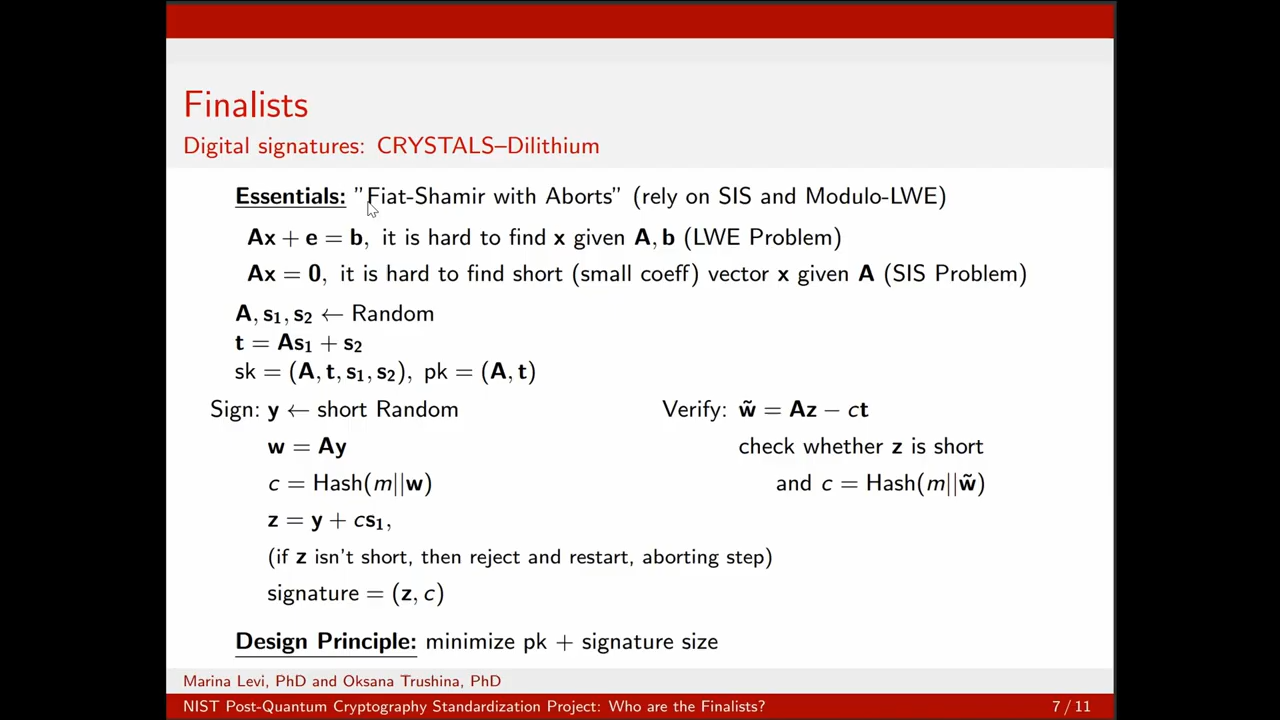 Finalists
Digital signatures: CRYSTALS–Dilithium
Essentials: "Fiat-Shamir with Aborts" (rely on SIS and Modulo-LWE)
Ax + e = b, it is hard to find x given A, b (LWE Problem)
Ax = 0, it is hard to find short (small coeff) vector x given A (SIS Problem)
A, s₁, s₂ ← Random
t = As₁ + s₂
sk = (A, t, s₁, s₂), pk = (A, t)
Sign: y ← short Random
w = Ay
c = Hash(m||w)
z = y + cs₁,
(if z isn't short, then reject and restart, aborting step)
signature = (z, c)
Verify: w̃ = Az − ct
check whether z is short
and c = Hash(m||w̃)
Design Principle: minimize pk + signature size
Marina Levi, PhD and Oksana Trushina, PhD
NIST Post-Quantum Cryptography Standardization Project: Who are the Finalists? 7 / 11